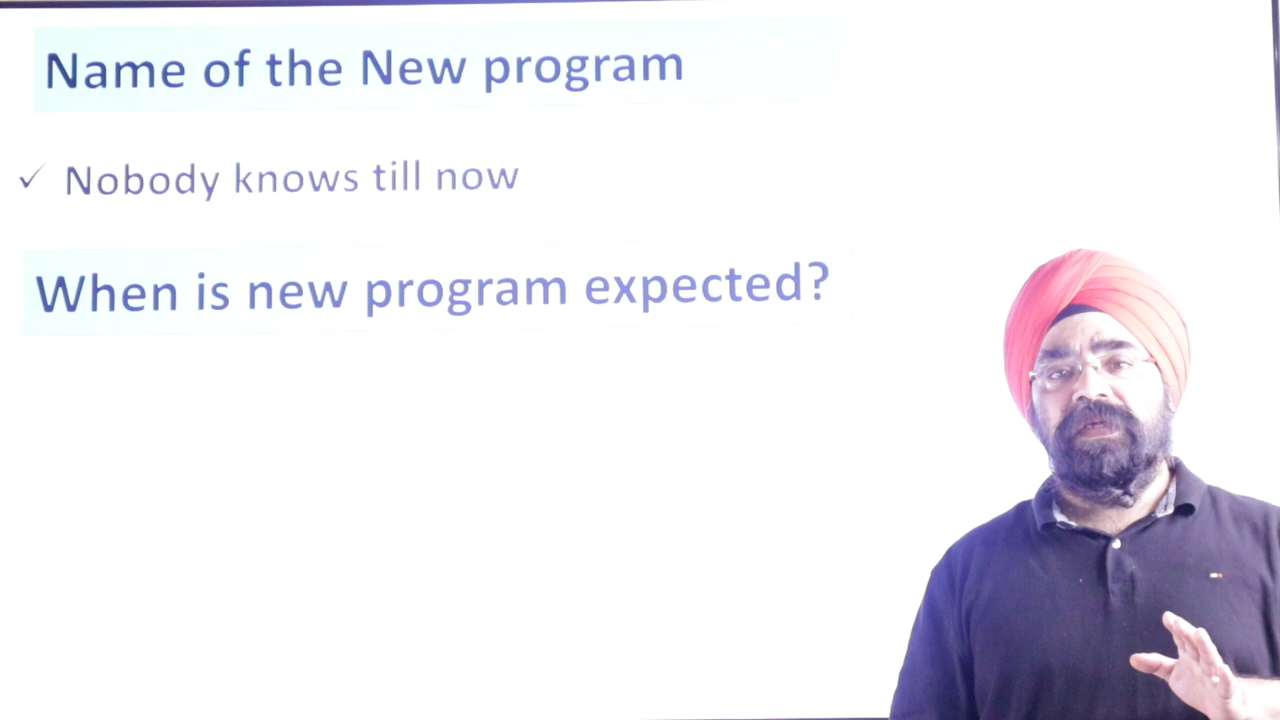 Name of the New program
✓ Nobody knows till now
When is new program expected?